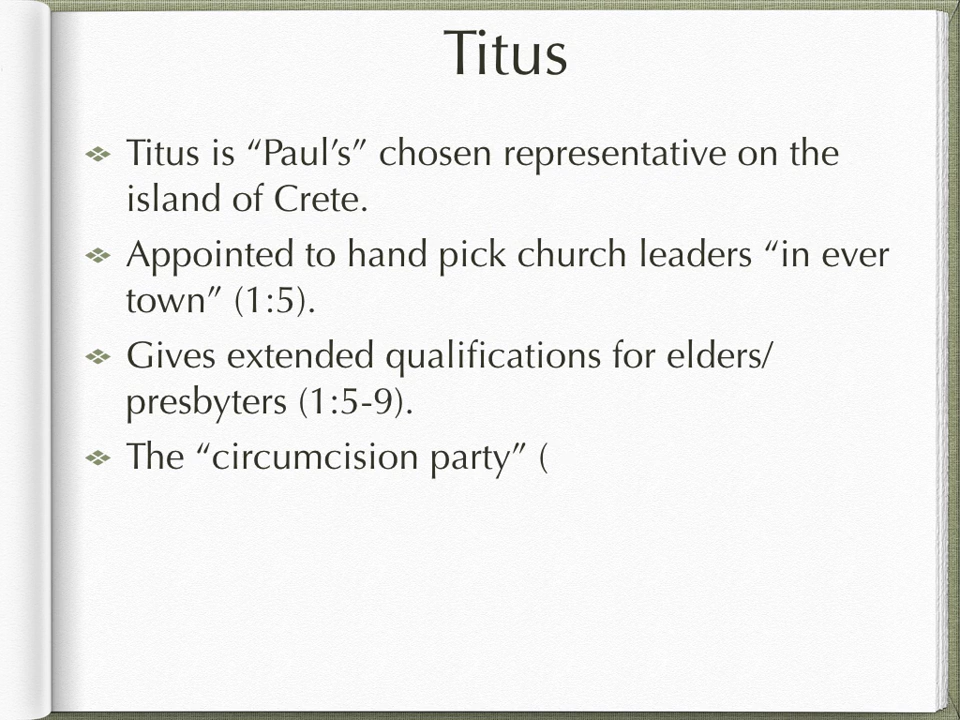 Titus
Titus is “Paul’s” chosen representative on the
island of Crete.
Appointed to hand pick church leaders “in ever
town” (1:5).
Gives extended qualifications for elders/
presbyters (1:5-9).
The “circumcision party” (